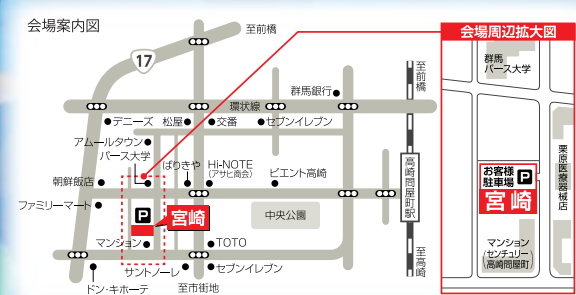 会場案内図
至前橋
17
群馬銀行
環状線
デニーズ
松屋
交番
セブンイレブン
アムールタウン
パース大学
ばりきや
Hi-NOTE
(アサヒ商会)
ビエント高崎
朝鮮飯店
ファミリーマート
P
宮崎
中央公園
マンション
TOTO
サントノーレ
セブンイレブン
ドン・キホーテ
至市街地
至前橋
高崎問屋町駅
至高崎
会場周辺拡大図
群馬
パース大学
お客様
駐車場
P
宮崎
栗原医療器械店
マンション
センチュリー
高崎問屋町